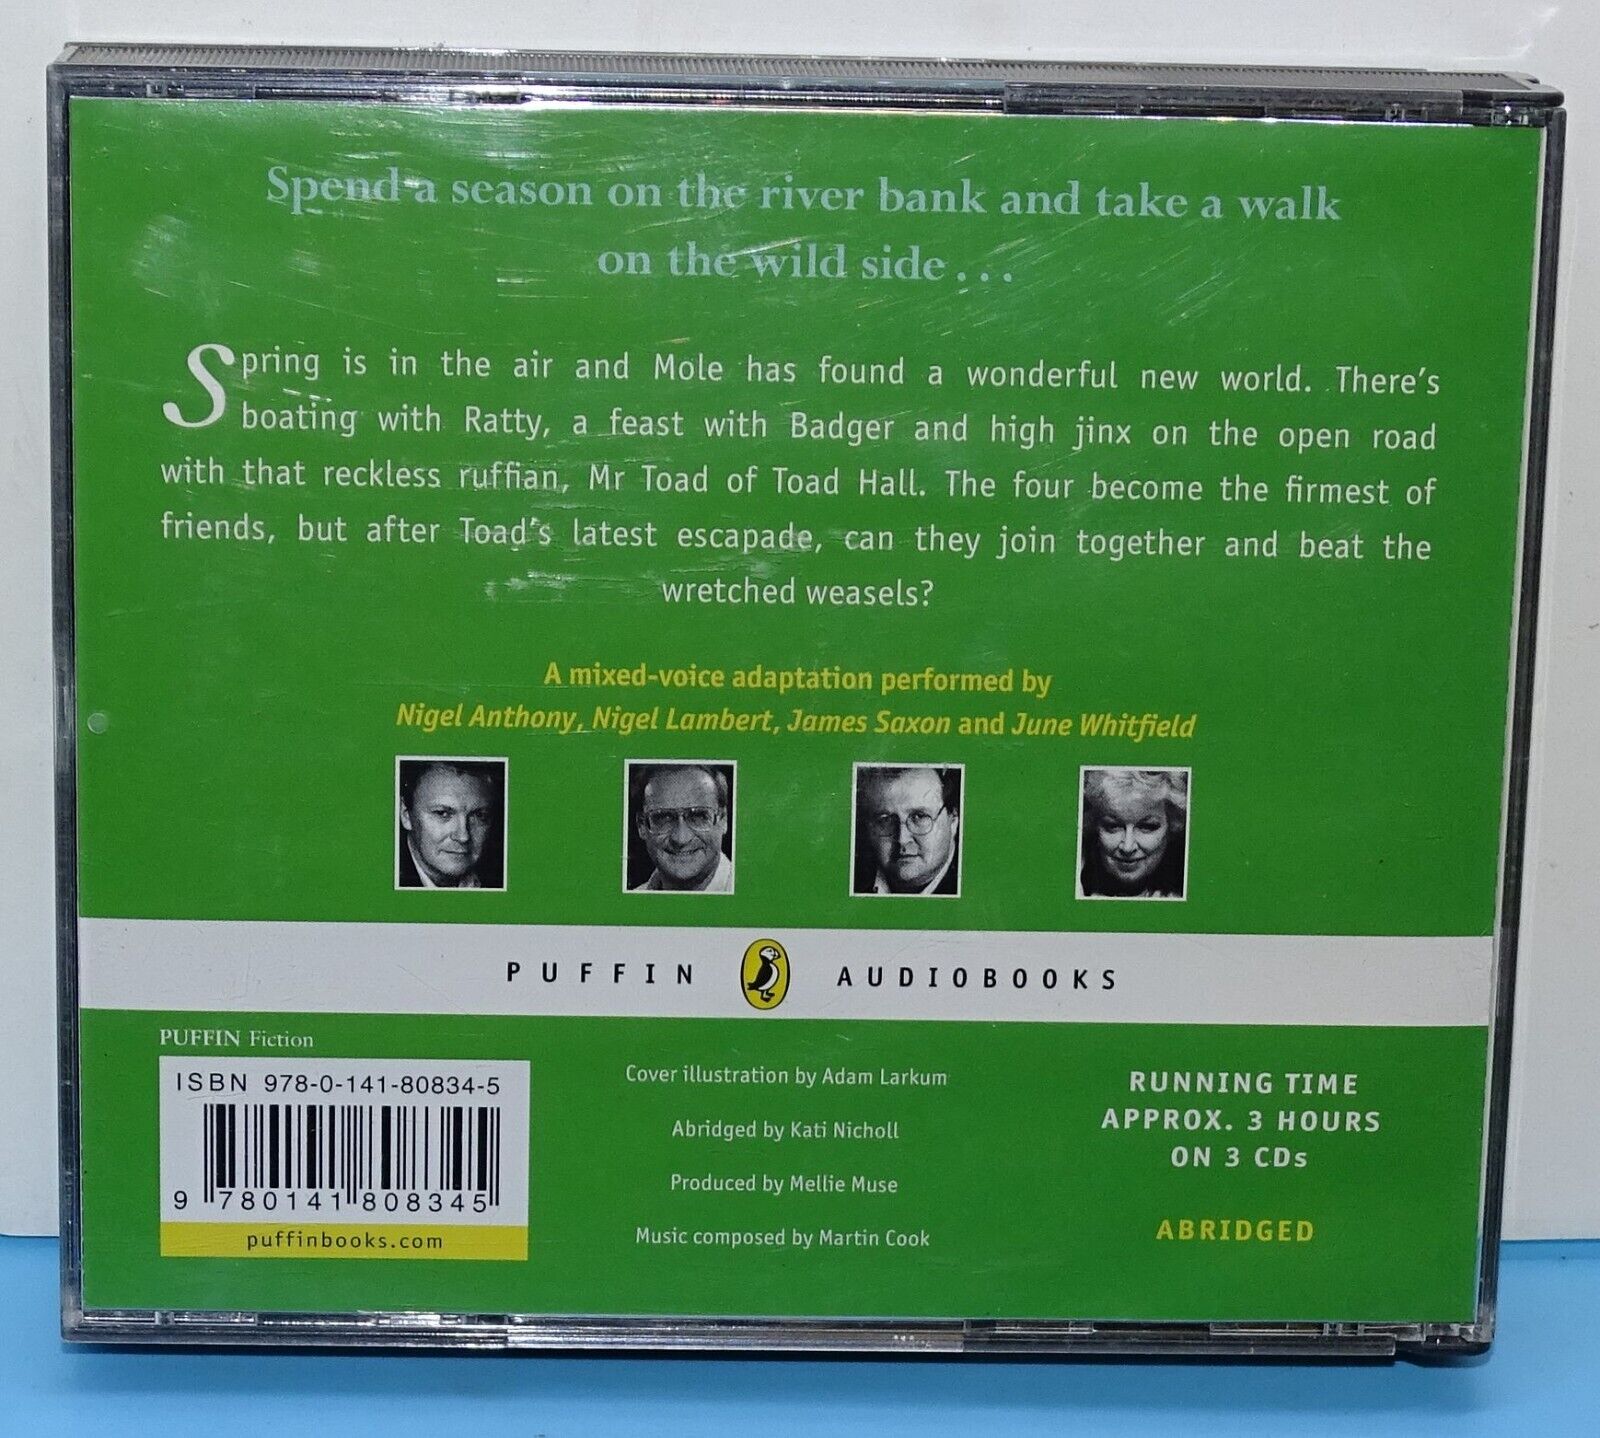 Spend a season on the river bank and take a walk
on the wild side...
Spring is in the air and Mole has found a wonderful new world. There's
boating with Ratty, a feast with Badger and high jinx on the open road
with that reckless ruffian, Mr Toad of Toad Hall. The four become the firmest of
friends, but after Toad's latest escapade, can they join together and beat the
wretched weasels?
A mixed-voice adaptation performed by
Nigel Anthony, Nigel Lambert, James Saxon and June Whitfield
PUFFIN AUDIOBOOKS
PUFFIN Fiction
ISBN 978-0-141-80834-5
9 780141 808345
puffinbooks.com
Cover illustration by Adam Larkum
Abridged by Kati Nicholl
Produced by Mellie Muse
Music composed by Martin Cook
RUNNING TIME
APPROX. 3 HOURS
ON 3 CDs
ABRIDGED